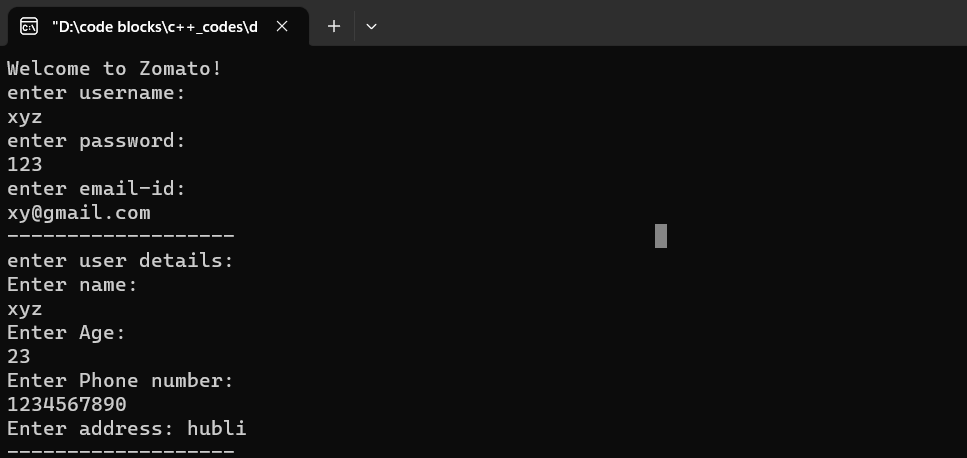 "D:\code blocks\c++_codes\d
Welcome to Zomato!
enter username:
xyz
enter password:
123
enter email-id:
xy@gmail.com
-------------------
enter user details:
Enter name:
xyz
Enter Age:
23
Enter Phone number:
1234567890
Enter address: hubli
-------------------